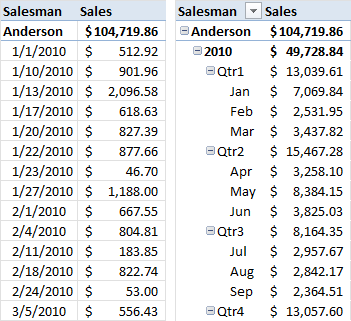 Salesman Sales
Anderson $104,719.86
1/1/2010 $ 512.92
1/10/2010 $ 901.96
1/13/2010 $ 2,096.58
1/17/2010 $ 618.63
1/20/2010 $ 827.39
1/22/2010 $ 877.66
1/23/2010 $ 46.70
1/27/2010 $ 1,188.00
2/1/2010 $ 667.55
2/4/2010 $ 804.81
2/11/2010 $ 183.85
2/18/2010 $ 822.74
2/24/2010 $ 53.00
3/5/2010 $ 556.43
Salesman Sales
Anderson $104,719.86
2010 $ 49,728.84
Qtr1 $ 13,039.61
Jan $ 7,069.84
Feb $ 2,531.95
Mar $ 3,437.82
Qtr2 $ 15,467.28
Apr $ 3,258.10
May $ 8,384.15
Jun $ 3,825.03
Qtr3 $ 8,164.35
Jul $ 2,957.67
Aug $ 2,842.17
Sep $ 2,364.51
Qtr4 $ 13,057.60